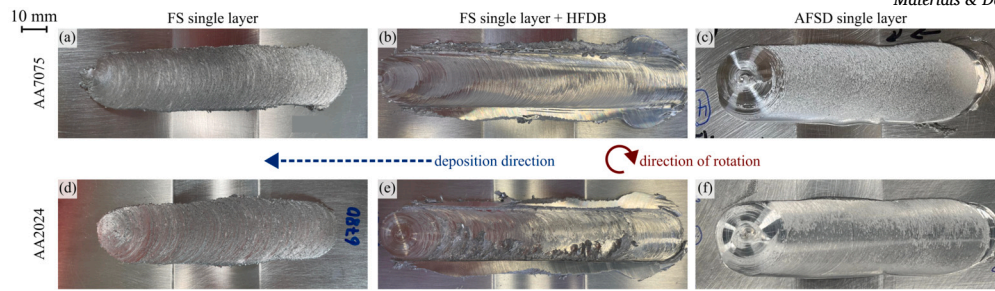 Materials & De
10 mm
FS single layer
FS single layer + HFDB
AFSD single layer
AA7075
(a)
(b)
(c)
deposition direction
direction of rotation
AA2024
(d)
(e)
(f)